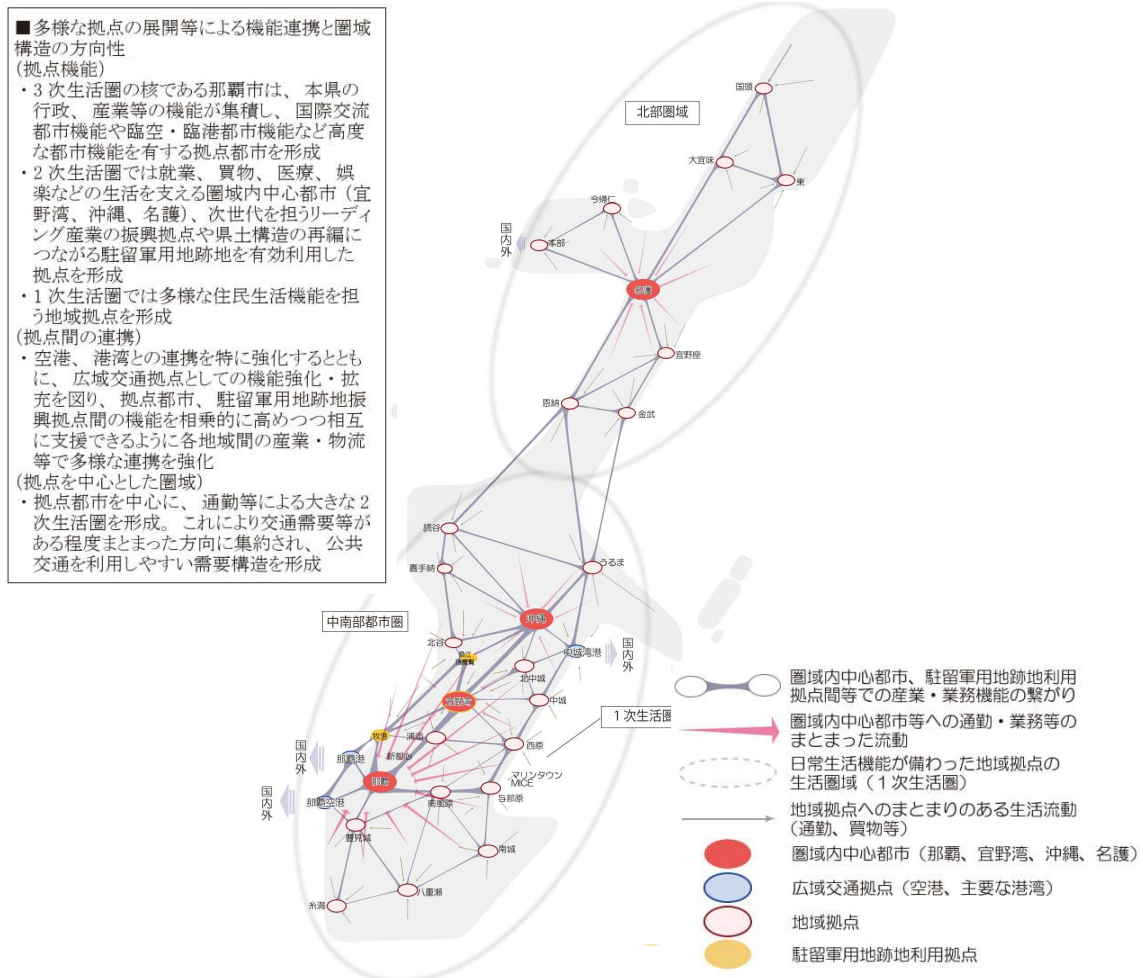 ■多様な拠点の展開等による機能連携と圏域
構造の方向性
(拠点機能)
・3次生活圏の核である那覇市は、本県の
行政、産業等の機能が集積し、国際交流
都市機能や臨空・臨港都市機能など高度
な都市機能を有する拠点都市を形成
・2次生活圏では就業、買物、医療、娯
楽などの生活を支える圏域内中心都市(宜
野湾、沖縄、名護)、次世代を担うリーディ
ング産業の振興拠点や県土構造の再編に
つながる駐留軍用地跡地を有効利用した
拠点を形成
・1次生活圏では多様な住民生活機能を担
う地域拠点を形成
(拠点間の連携)
・空港、港湾との連携を特に強化するととも
に、広域交通拠点としての機能強化・拡
充を図り、拠点都市、駐留軍用地跡地振
興拠点間の機能を相乗的に高めつつ相互
に支援できるように各地域間の産業・物流
等で多様な連携を強化
(拠点を中心とした圏域)
・拠点都市を中心に、通勤等による大きな2
次生活圏を形成。これにより交通需要等が
ある程度まとまった方向に集約され、公共
交通を利用しやすい需要構造を形成
北部圏域
国頭
大宜味
東
今帰仁
本部
国内外
名護
宜野座
恩納
金武
読谷
うるま
嘉手納
中南部都市圏
沖縄
北谷
中城湾港
国内外
北中城
宜野湾
中城
1次生活圏
牧港
浦添
西原
国内外
那覇港
新都心
那覇
マリンタウン
MICE
国内外
那覇空港
南風原
与那原
豊見城
南城
八重瀬
糸満
圏域内中心都市、駐留軍用地跡地利用
拠点間等での産業・業務機能の繋がり
圏域内中心都市等への通勤・業務等の
まとまった流動
日常生活機能が備わった地域拠点の
生活圏域(1次生活圏)
地域拠点へのまとまりのある生活流動
(通勤、買物等)
圏域内中心都市(那覇、宜野湾、沖縄、名護)
広域交通拠点(空港、主要な港湾)
地域拠点
駐留軍用地跡地利用拠点